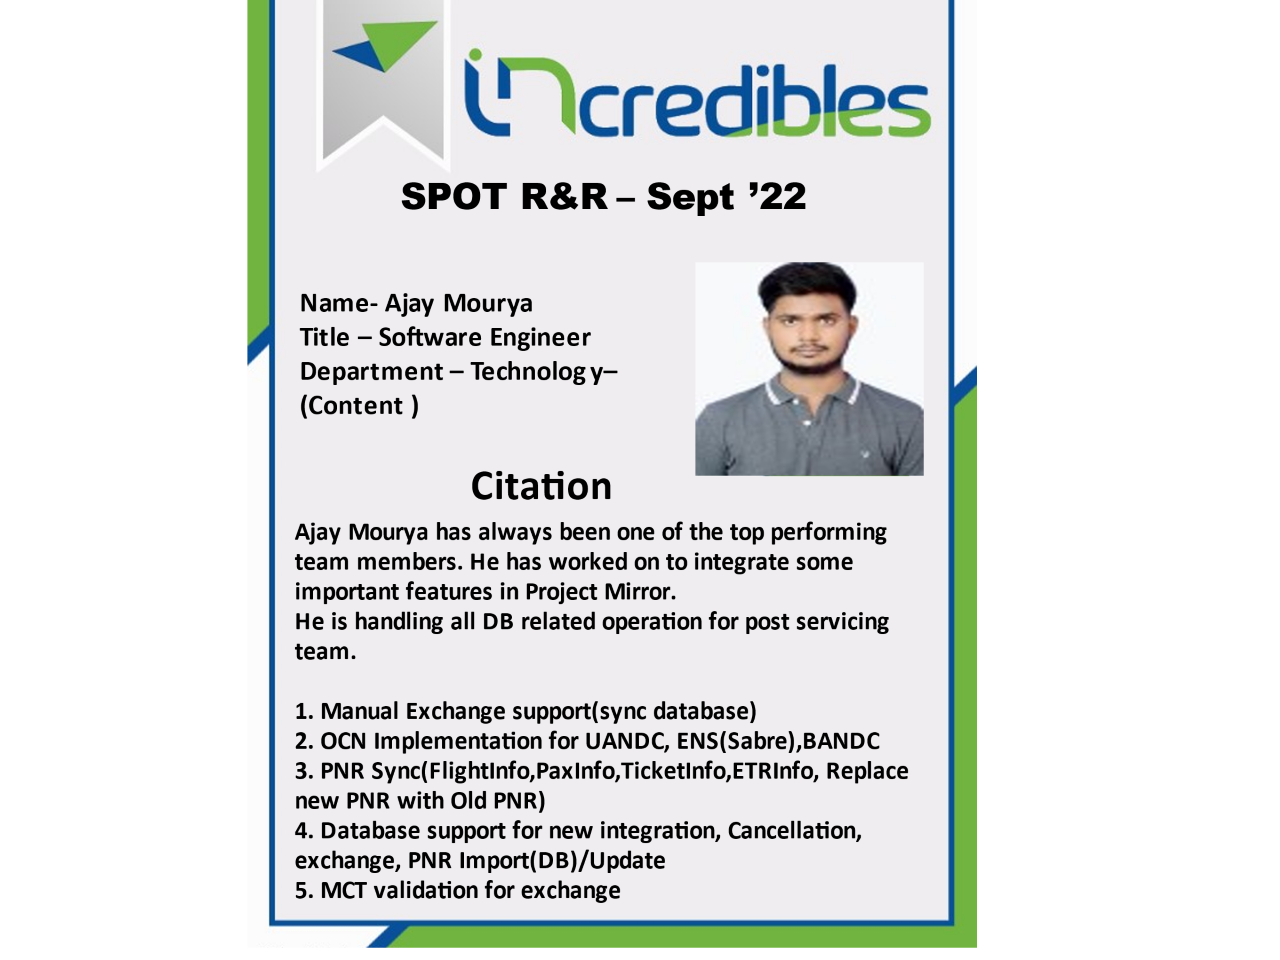 incredibles
SPOT R&R – Sept ’22
Name- Ajay Mourya
Title – Software Engineer
Department – Technology–
(Content )
Citation
Ajay Mourya has always been one of the top performing
team members. He has worked on to integrate some
important features in Project Mirror.
He is handling all DB related operation for post servicing
team.
1. Manual Exchange support(sync database)
2. OCN Implementation for UANDC, ENS(Sabre),BANDC
3. PNR Sync(FlightInfo,PaxInfo,TicketInfo,ETRInfo, Replace
new PNR with Old PNR)
4. Database support for new integration, Cancellation,
exchange, PNR Import(DB)/Update
5. MCT validation for exchange